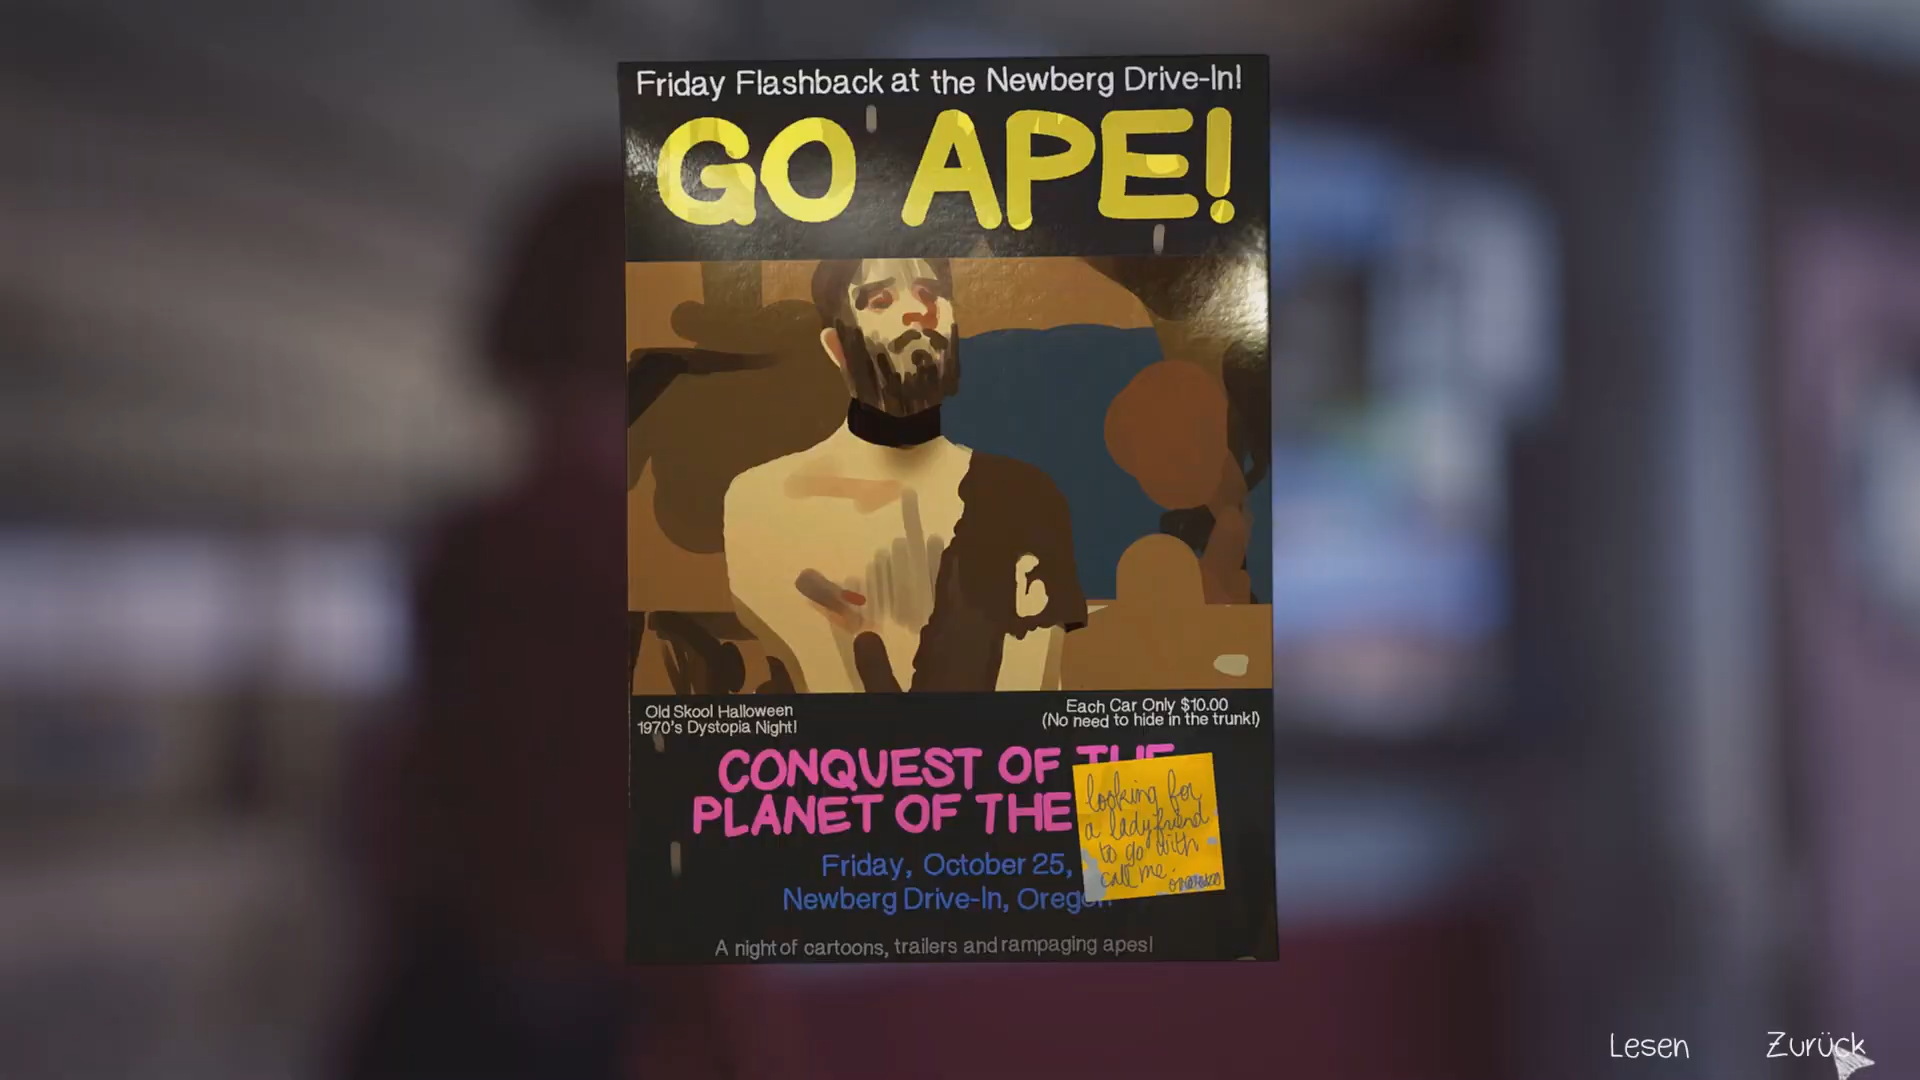 Friday Flashback at the Newberg Drive-In!
GO APE!
Old Skool Halloween
1970's Dystopia Night!
Each Car Only $10.00
(No need to hide in the trunk!)
CONQUEST OF THE
PLANET OF THE
Friday, October 25,
Newberg Drive-In, Oregon
looking for
a ladyfriend
to go with
call me.
A night of cartoons, trailers and rampaging apes!
Lesen
Zurück